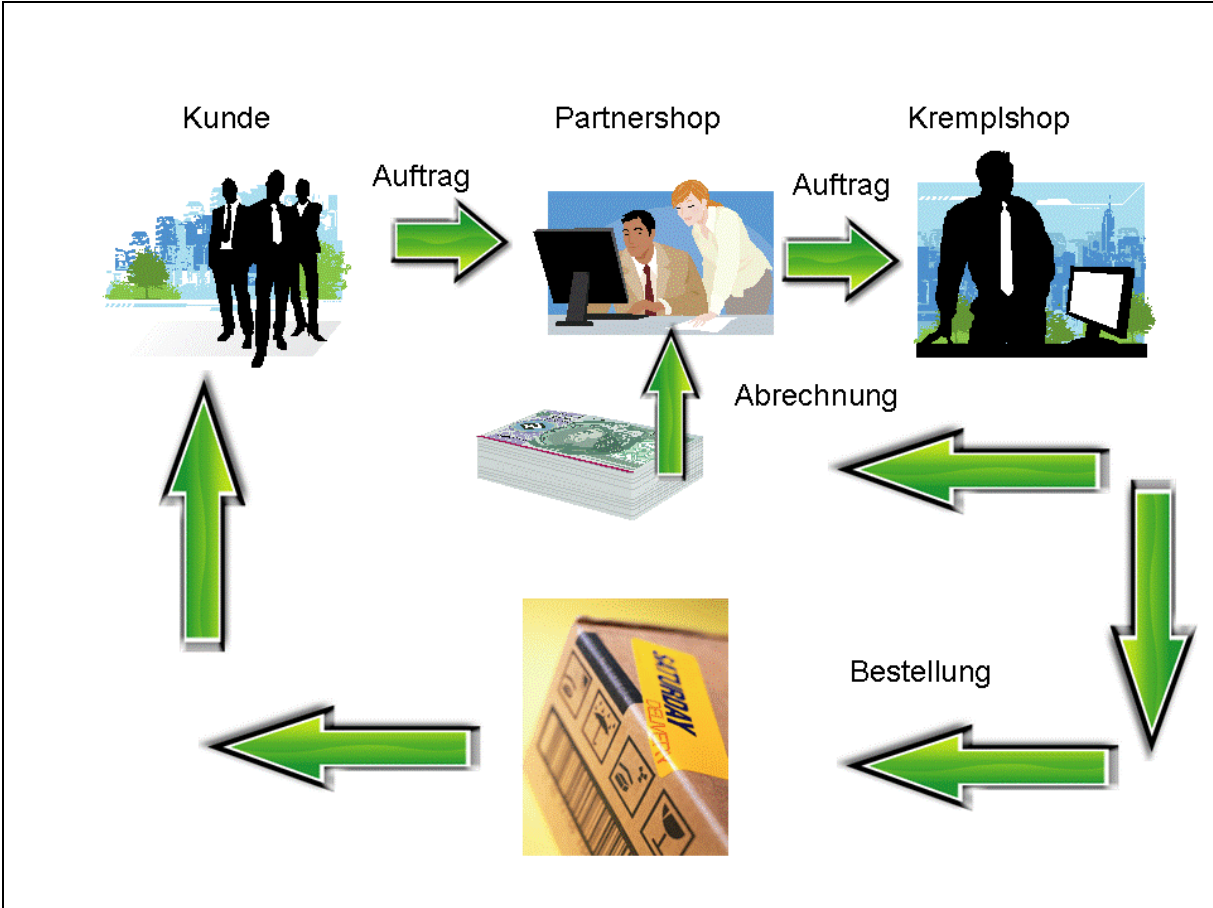 Kunde
Partnershop
Kremplshop
Auftrag
Auftrag
Abrechnung
Bestellung
SATURDAY
DELIVERY